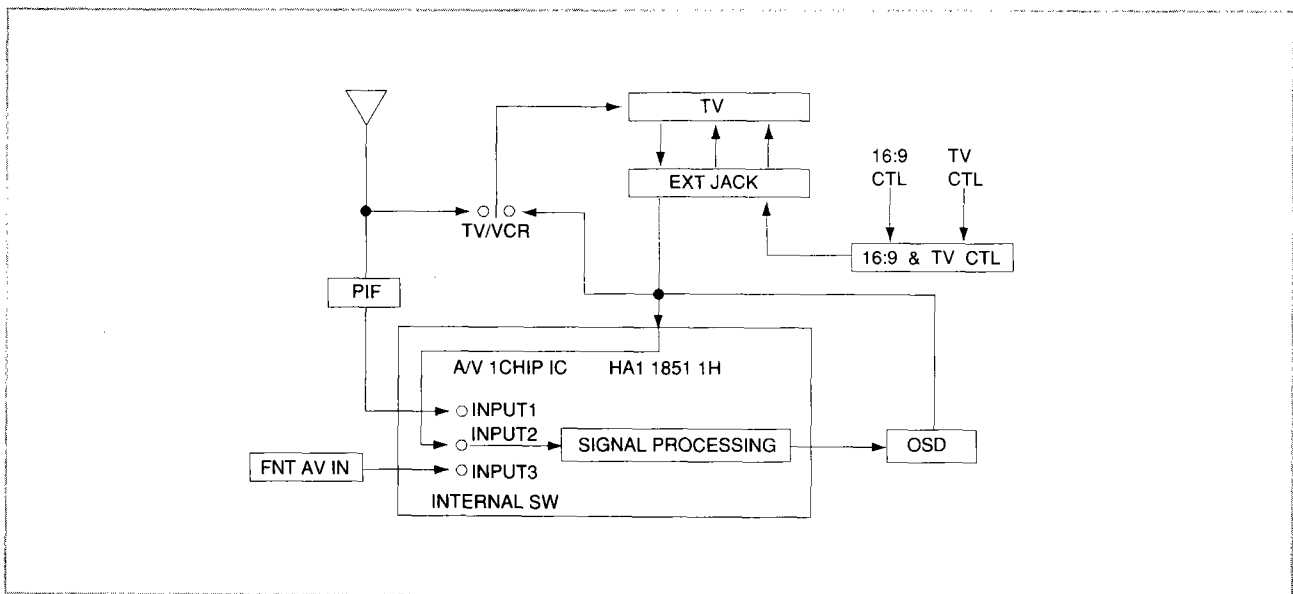 TV
EXT JACK
16:9
CTL
TV
CTL
TV/VCR
16:9 & TV CTL
PIF
A/V 1CHIP IC
HA1 1851 1H
INPUT1
INPUT2
SIGNAL PROCESSING
OSD
FNT AV IN
INPUT3
INTERNAL SW